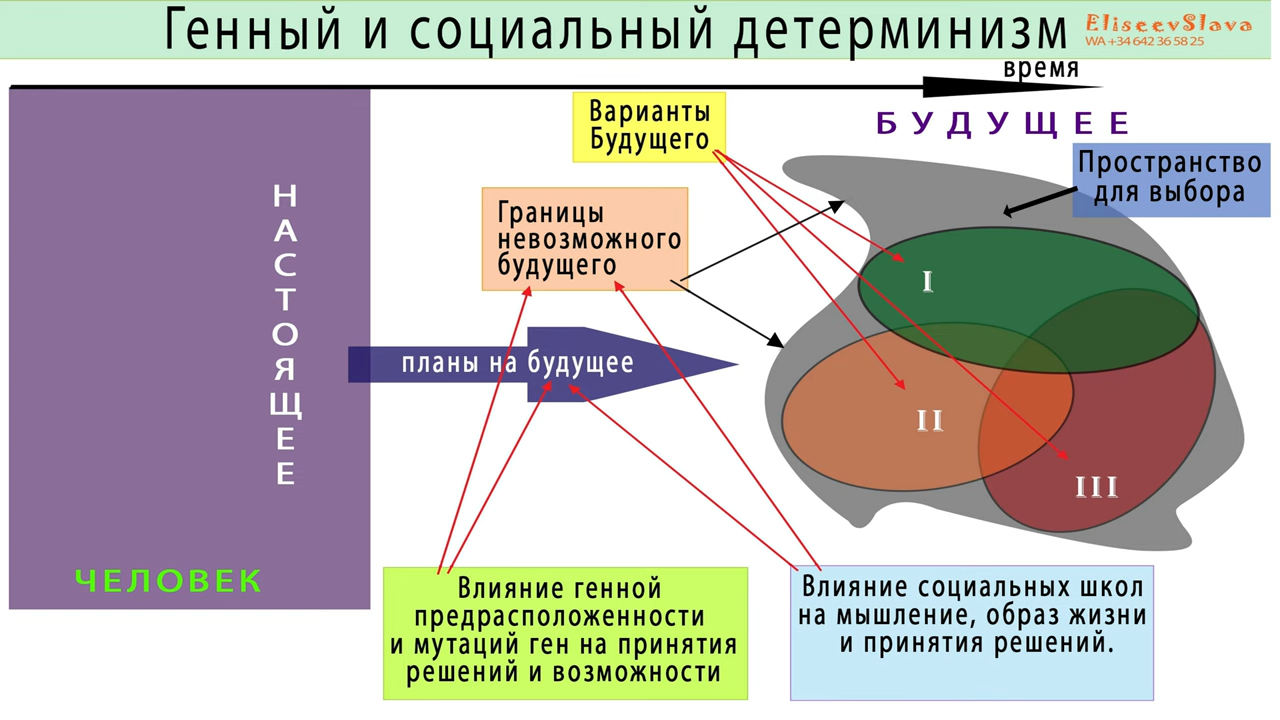 Генный и социальный детерминизм
EliseevSlava
WA +34 642 36 58 25
время
БУДУЩЕЕ
Варианты
Будущего
Пространство
для выбора
НАСТОЯЩЕЕ
Границы
невозможного
будущего
I
планы на будущее
II
III
ЧЕЛОВЕК
Влияние генной
предрасположенности
и мутаций ген на принятия
решений и возможности
Влияние социальных школ
на мышление, образ жизни
и принятия решений.